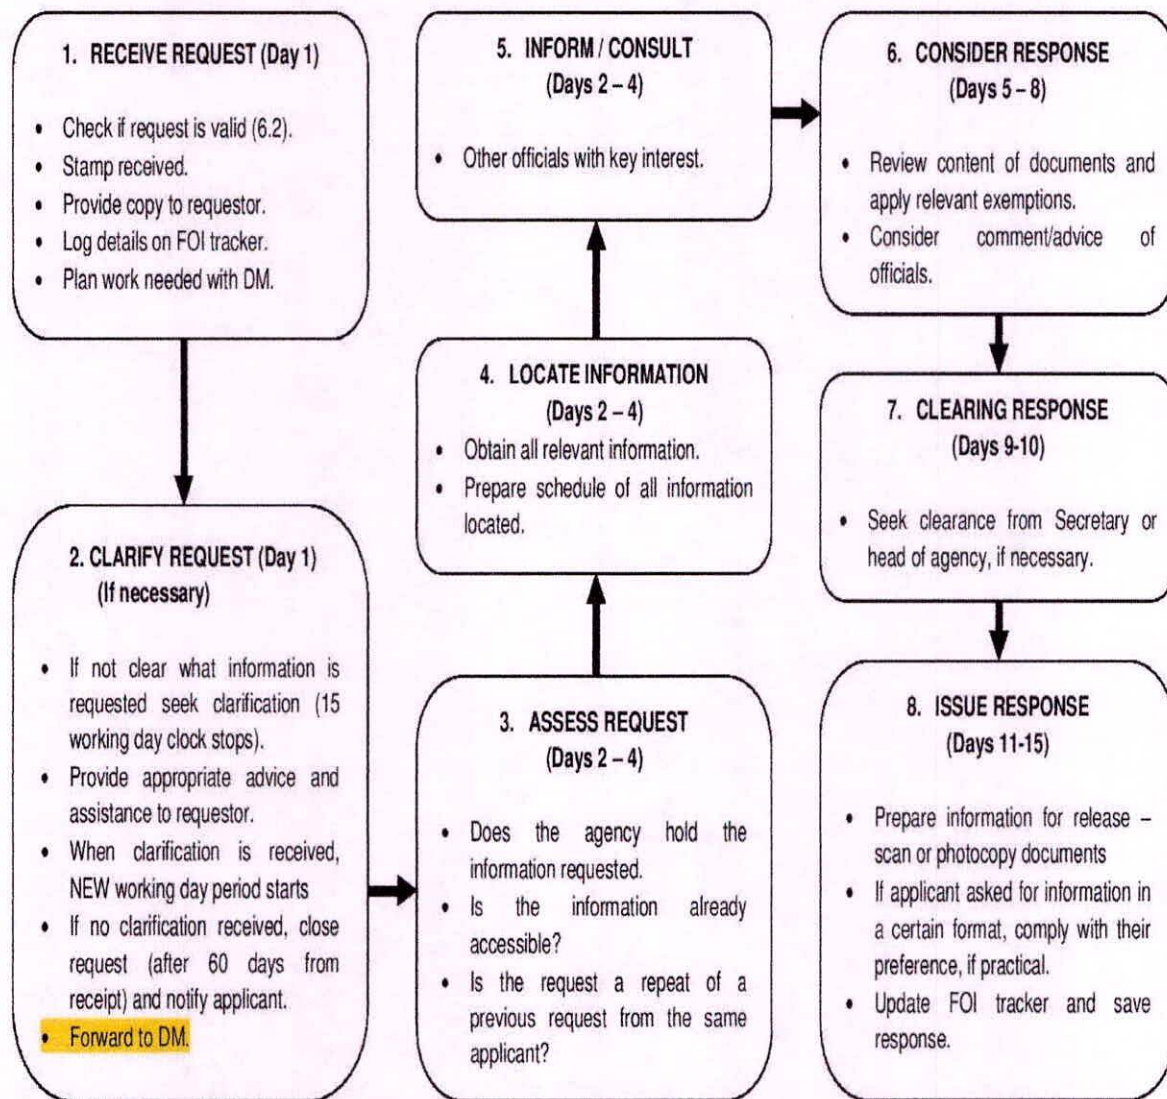 1. RECEIVE REQUEST (Day 1)
• Check if request is valid (6.2).
• Stamp received.
• Provide copy to requestor.
• Log details on FOI tracker.
• Plan work needed with DM.
2. CLARIFY REQUEST (Day 1)
(If necessary)
• If not clear what information is
requested seek clarification (15
working day clock stops).
• Provide appropriate advice and
assistance to requestor.
• When clarification is received,
NEW working day period starts
• If no clarification received, close
request (after 60 days from
receipt) and notify applicant.
• Forward to DM.
3. ASSESS REQUEST
(Days 2 – 4)
• Does the agency hold the
information requested.
• Is the information already
accessible?
• Is the request a repeat of a
previous request from the same
applicant?
4. LOCATE INFORMATION
(Days 2 – 4)
• Obtain all relevant information.
• Prepare schedule of all information
located.
5. INFORM / CONSULT
(Days 2 – 4)
• Other officials with key interest.
6. CONSIDER RESPONSE
(Days 5 – 8)
• Review content of documents and
apply relevant exemptions.
• Consider comment/advice of
officials.
7. CLEARING RESPONSE
(Days 9-10)
• Seek clearance from Secretary or
head of agency, if necessary.
8. ISSUE RESPONSE
(Days 11-15)
• Prepare information for release –
scan or photocopy documents
• If applicant asked for information in
a certain format, comply with their
preference, if practical.
• Update FOI tracker and save
response.